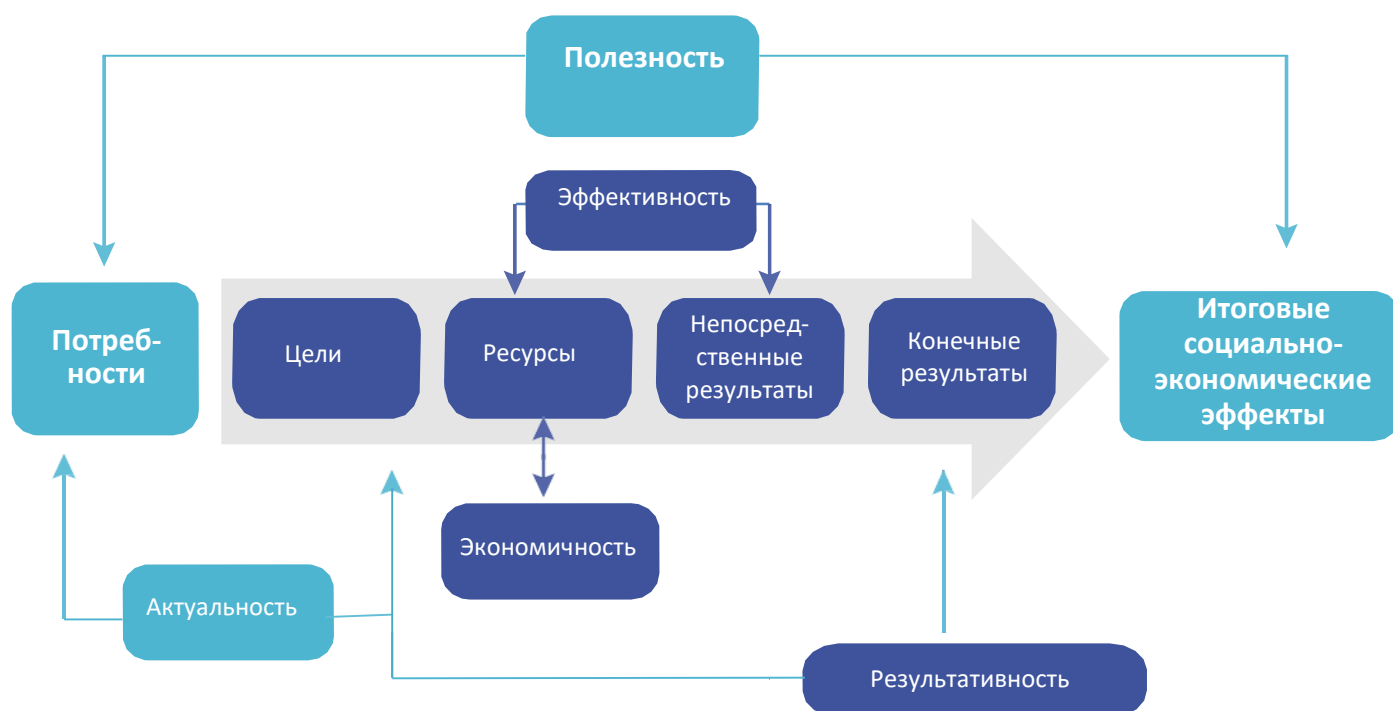 Полезность
Эффективность
Потреб-
ности
Цели
Ресурсы
Непосред-
ственные
результаты
Конечные
результаты
Итоговые
социально-
экономические
эффекты
Экономичность
Актуальность
Результативность